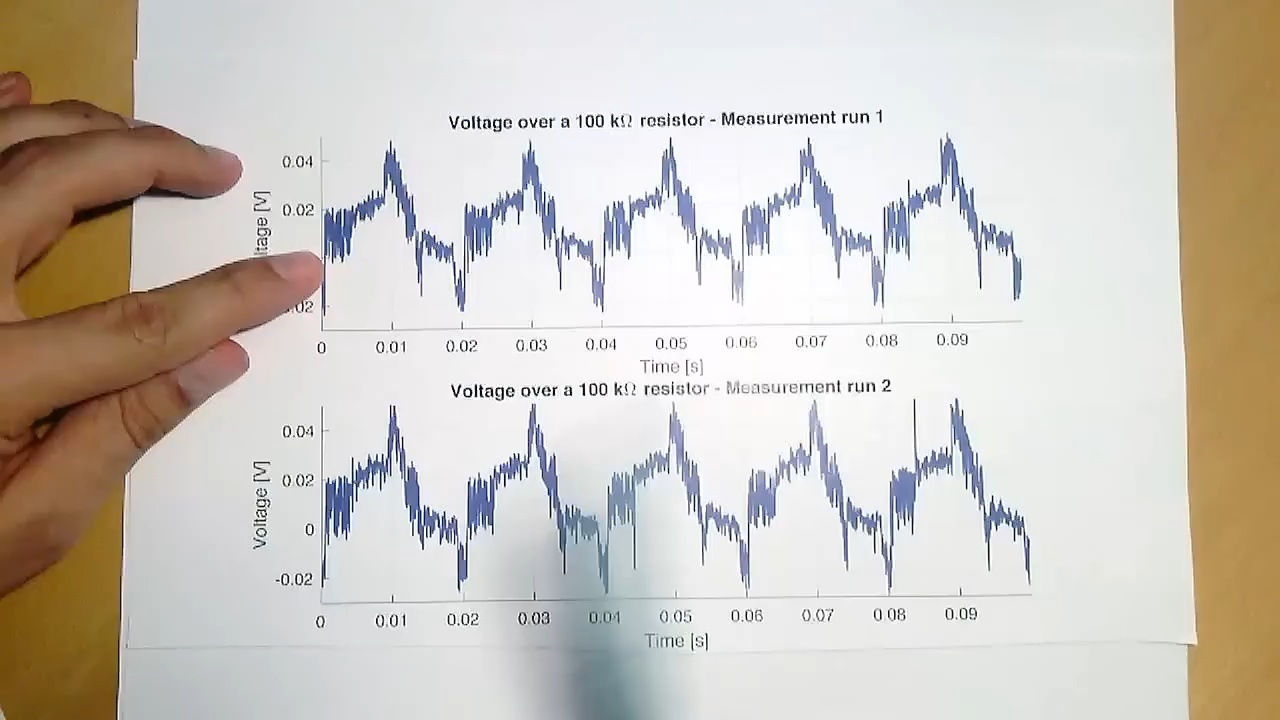 Voltage over a 100 kΩ resistor - Measurement run 1
0.04
0.02
ltage [V]
.02
0 0.01 0.02 0.03 0.04 0.05 0.06 0.07 0.08 0.09
Time [s]
Voltage over a 100 kΩ resistor - Measurement run 2
0.04
0.02
Voltage [V]
0
-0.02
0 0.01 0.02 0.03 0.04 0.05 0.06 0.07 0.08 0.09
Time [s]